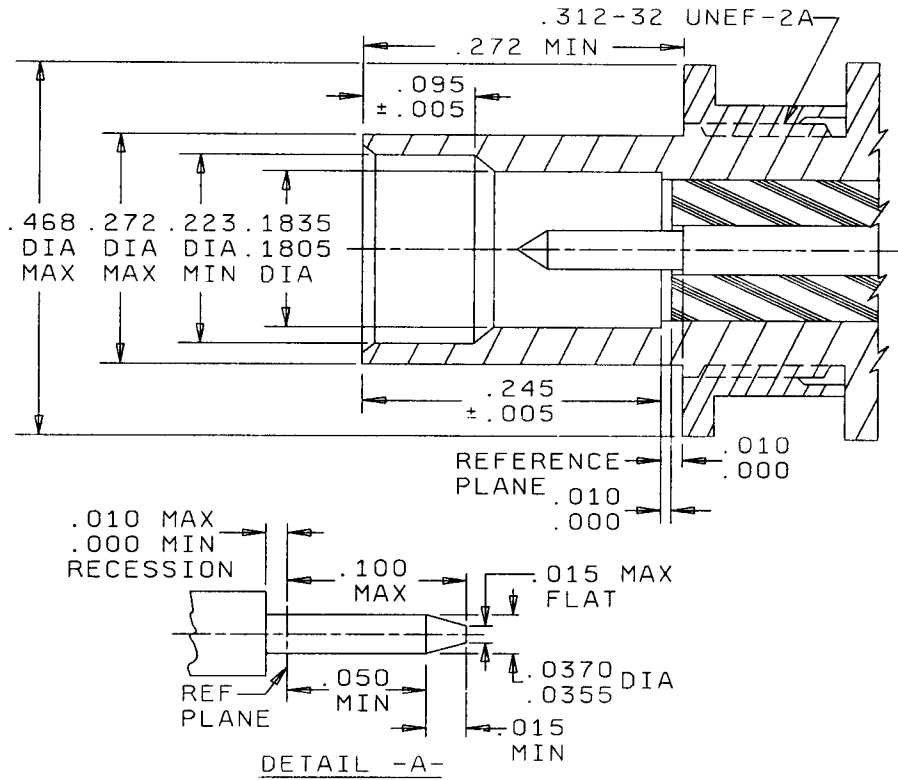 .312-32 UNEF-2A
.272 MIN
.095
±.005
.468 .272 .223 .1835
DIA DIA DIA .1805
MAX MAX MIN DIA
.245
±.005
REFERENCE
PLANE
.010
.000
.010
.000
.010 MAX
.000 MIN
RECESSION
.100
MAX
.015 MAX
FLAT
.050
MIN
REF
PLANE
.0370
.0355 DIA
.015
MIN
DETAIL -A-